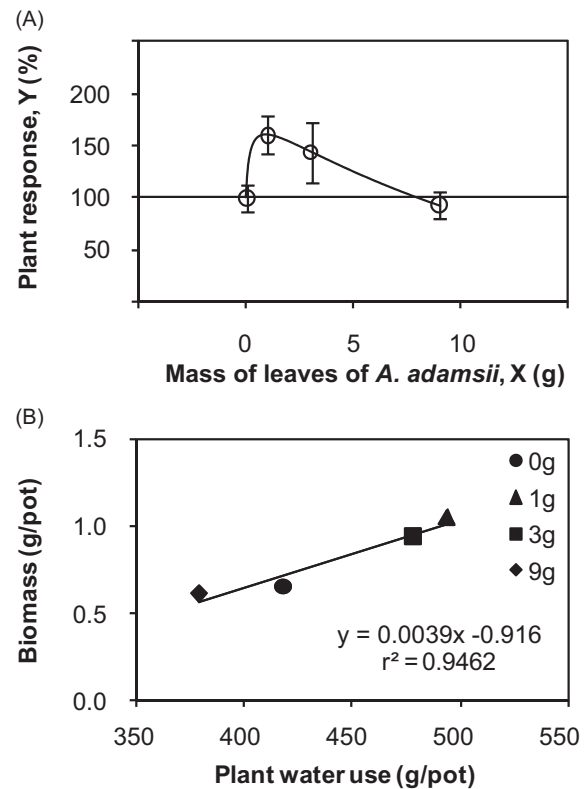 (A)
Plant response, Y (%)
200
150
100
50
0 5 10
Mass of leaves of A. adamsii, X (g)
(B)
Biomass (g/pot)
1.5
1.0
0.5
0.0
0g
1g
3g
9g
y = 0.0039x -0.916
r² = 0.9462
350 400 450 500 550
Plant water use (g/pot)